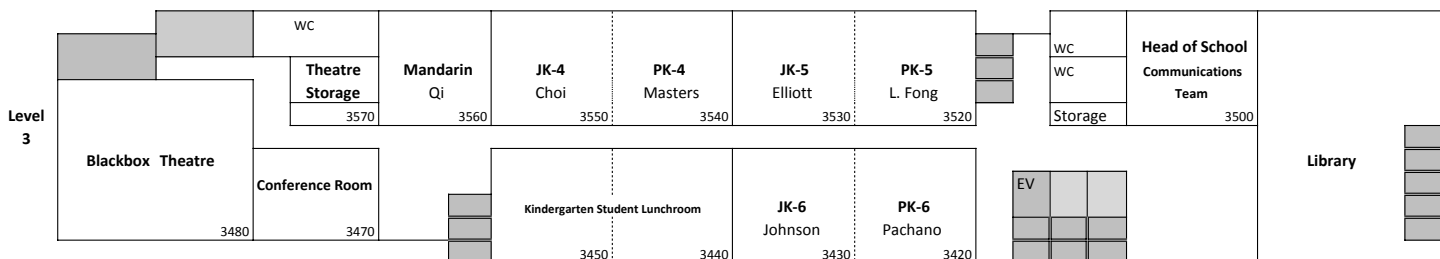 Level
3
WC
Theatre
Storage
3570
Mandarin
Qi
3560
JK-4
Choi
3550
PK-4
Masters
3540
JK-5
Elliott
3530
PK-5
L. Fong
3520
WC
WC
Storage
Head of School
Communications
Team
3500
Blackbox Theatre
3480
Conference Room
3470
Kindergarten Student Lunchroom
3450
3440
JK-6
Johnson
3430
PK-6
Pachano
3420
EV
Library